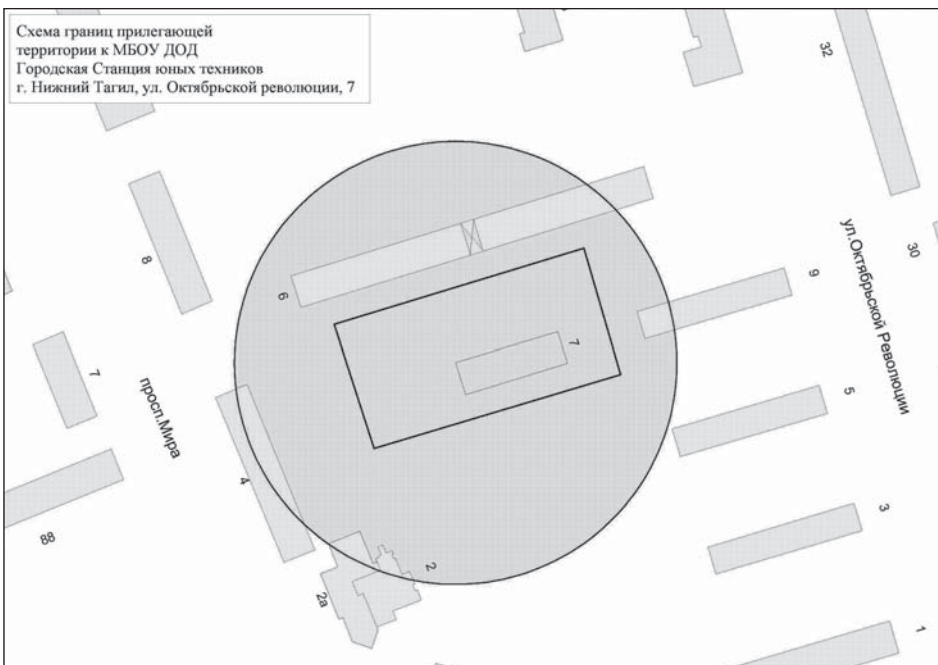 Схема границ прилегающей
территории к МБОУ ДОД
Городская Станция юных техников
г. Нижний Тагил, ул. Октябрьской революции, 7
32
8
6
9
30
ул.Октябрьской Революции
7
7
просп.Мира
5
4
88
3
2
2а
1